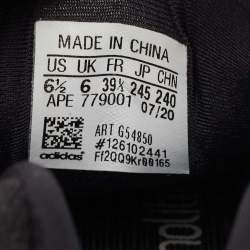 MADE IN CHINA
US UK FR JP CHN
6½ 6 39⅓ 245 240
APE 779001 07/20
ART G54850
#126102441
adidas Ff2QQ9Kr00165